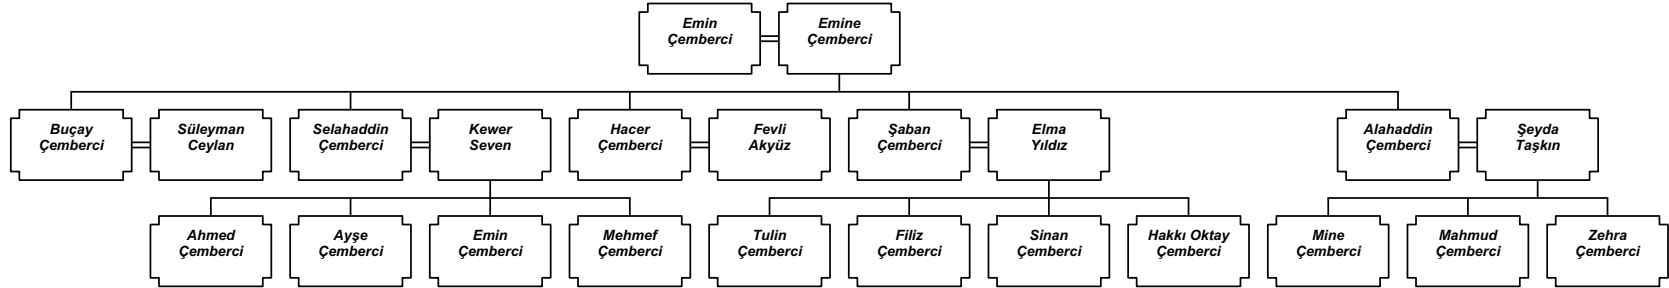 Emin
Çemberci
Emine
Çemberci
Buçay
Çemberci
Süleyman
Ceylan
Selahaddin
Çemberci
Kewer
Seven
Hacer
Çemberci
Fevli
Akyüz
Şaban
Çemberci
Elma
Yıldız
Alahaddin
Çemberci
Şeyda
Taşkın
Ahmed
Çemberci
Ayşe
Çemberci
Emin
Çemberci
Mehmef
Çemberci
Tulin
Çemberci
Filiz
Çemberci
Sinan
Çemberci
Hakkı Oktay
Çemberci
Mine
Çemberci
Mahmud
Çemberci
Zehra
Çemberci